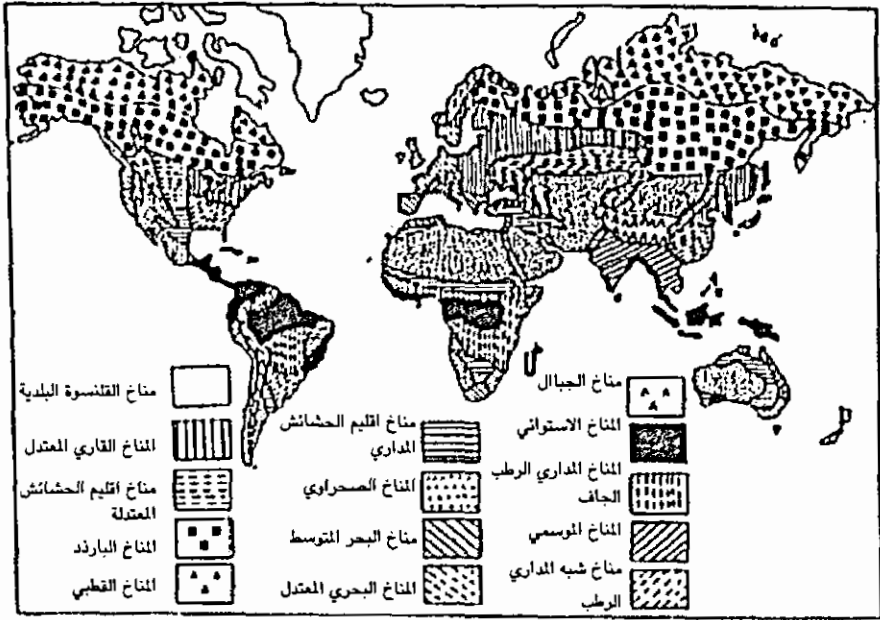 مناخ الجباال
المناخ الاستوائي
المناخ المداري الرطب
الجاف
المناخ الموسمي
مناخ شبه المداري
الرطب
مناخ اقليم الحشائش
المداري
المناخ الصحراوي
مناخ البحر المتوسط
المناخ البحري المعتدل
مناخ القلنسوة البلدية
المناخ القاري المعتدل
مناخ اقليم الحشائش
المعتدلة
المناخ البارذد
المناخ القطبي